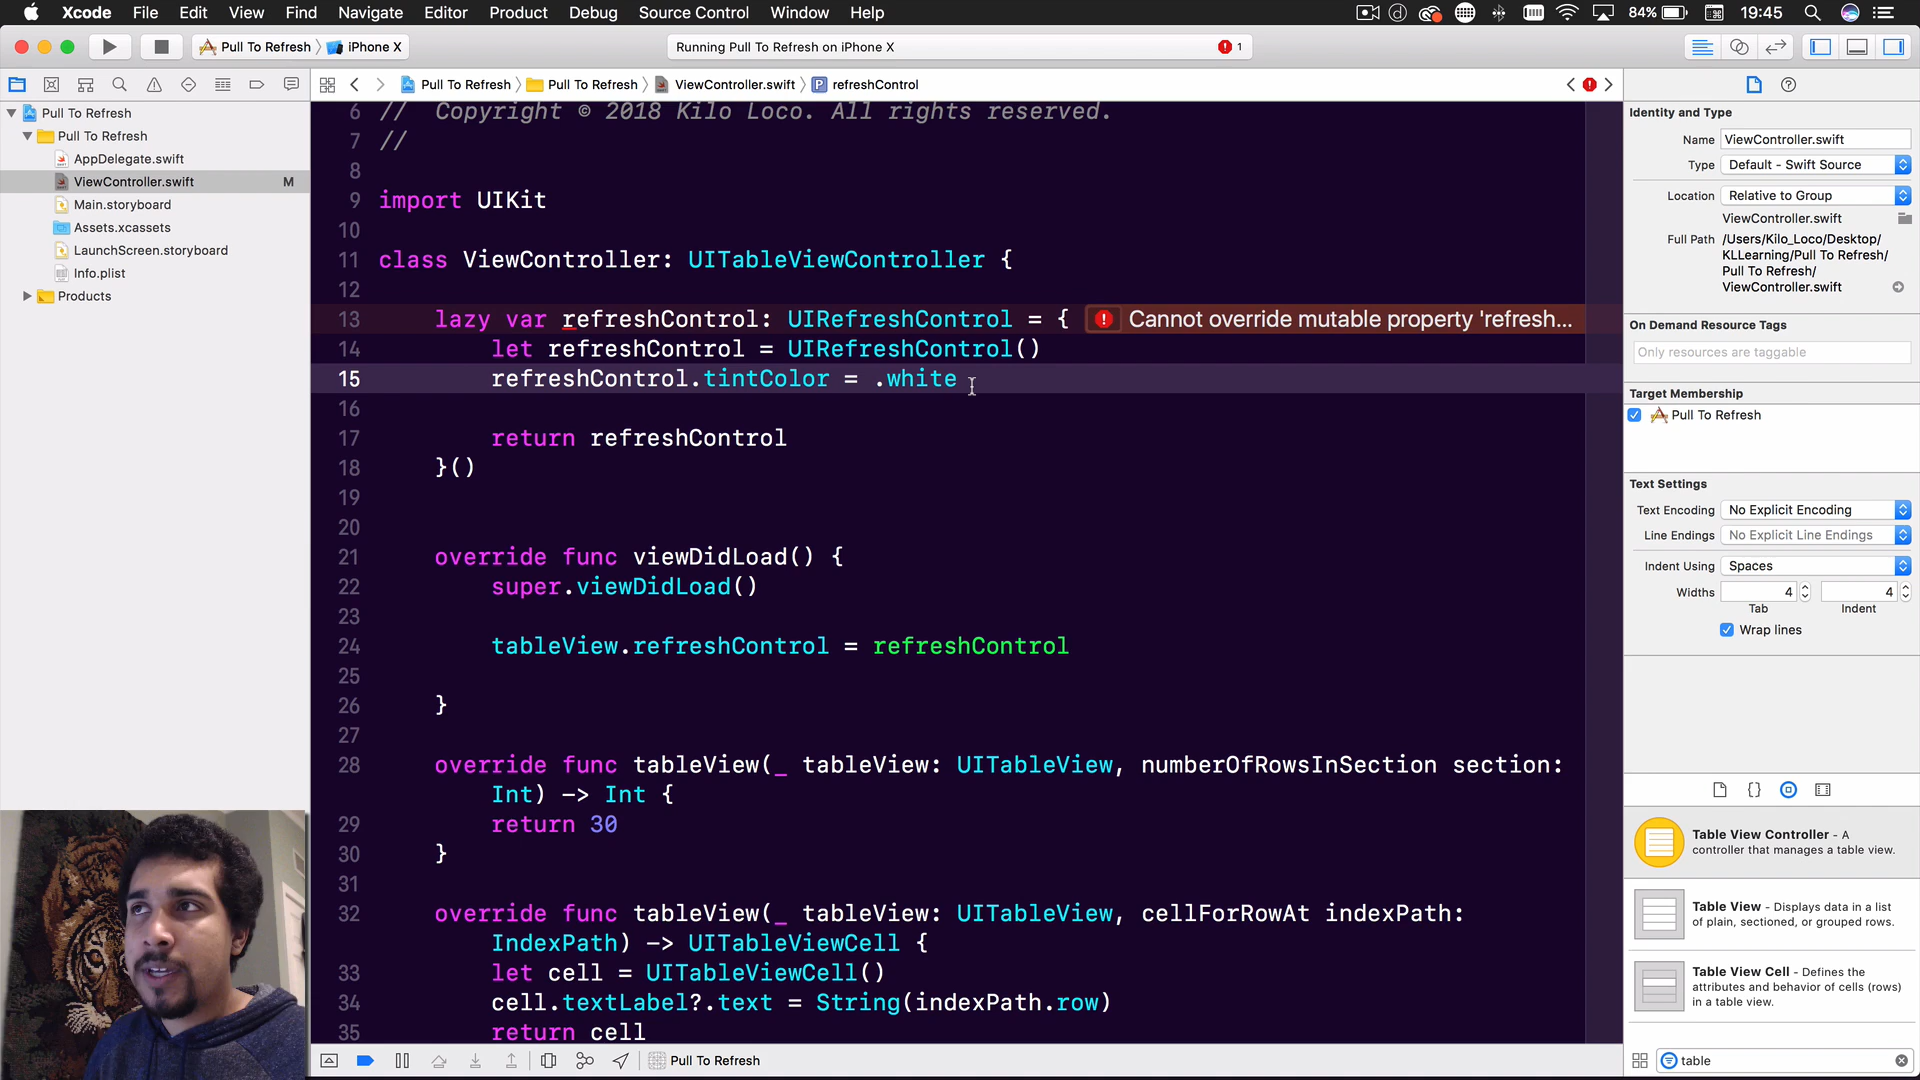 Xcode File Edit View Find Navigate Editor Product Debug Source Control Window Help 84% 19:45
Pull To Refresh iPhone X Running Pull To Refresh on iPhone X 1
Pull To Refresh Pull To Refresh ViewController.swift P refreshControl
Pull To Refresh
Pull To Refresh
AppDelegate.swift
ViewController.swift M
Main.storyboard
Assets.xcassets
LaunchScreen.storyboard
Info.plist
Products
6 // Copyright © 2018 Kilo Loco. All rights reserved.
7 //
8
9 import UIKit
10
11 class ViewController: UITableViewController {
12
13 lazy var refreshControl: UIRefreshControl = { Cannot override mutable property 'refresh...
14 let refreshControl = UIRefreshControl()
15 refreshControl.tintColor = .white
16
17 return refreshControl
18 }()
19
20
21 override func viewDidLoad() {
22 super.viewDidLoad()
23
24 tableView.refreshControl = refreshControl
25
26 }
27
28 override func tableView(_ tableView: UITableView, numberOfRowsInSection section:
Int) -> Int {
29 return 30
30 }
31
32 override func tableView(_ tableView: UITableView, cellForRowAt indexPath:
IndexPath) -> UITableViewCell {
33 let cell = UITableViewCell()
34 cell.textLabel?.text = String(indexPath.row)
35 return cell
Pull To Refresh
Identity and Type
Name ViewController.swift
Type Default - Swift Source
Location Relative to Group
ViewController.swift
Full Path /Users/Kilo_Loco/Desktop/
KLLearning/Pull To Refresh/
Pull To Refresh/
ViewController.swift
On Demand Resource Tags
Only resources are taggable
Target Membership
Pull To Refresh
Text Settings
Text Encoding No Explicit Encoding
Line Endings No Explicit Line Endings
Indent Using Spaces
Widths 4 4
Tab Indent
Wrap lines
Table View Controller - A
controller that manages a table view.
Table View - Displays data in a list
of plain, sectioned, or grouped rows.
Table View Cell - Defines the
attributes and behavior of cells (rows)
in a table view.
table